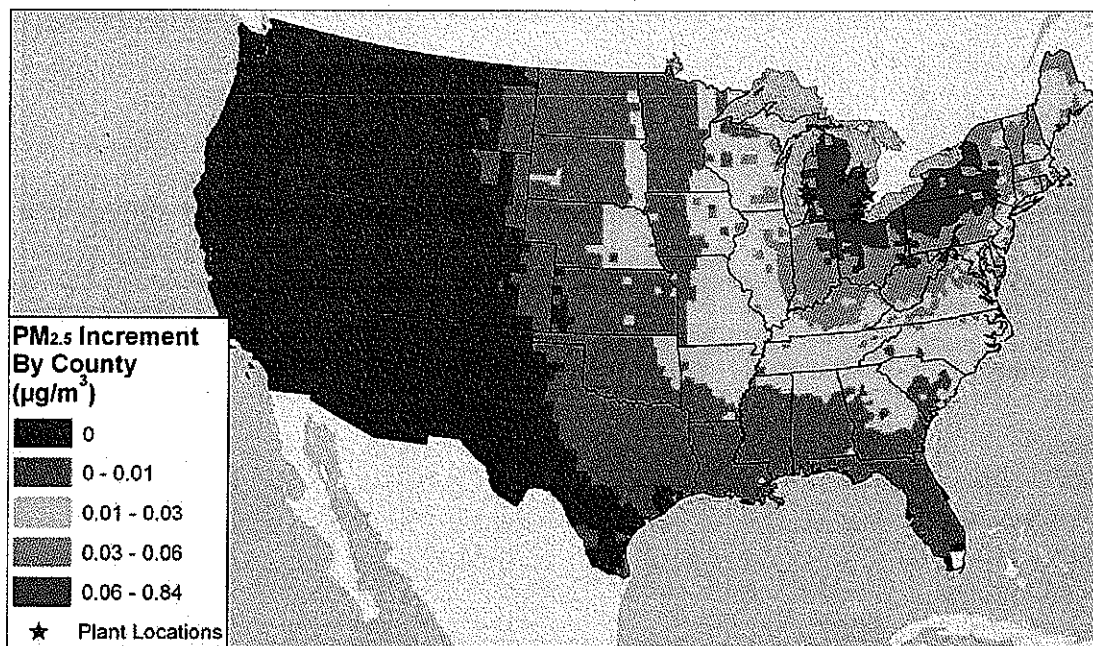 PM2.5 Increment
By County
(µg/m³)
0
0 - 0.01
0.01 - 0.03
0.03 - 0.06
0.06 - 0.84
Plant Locations